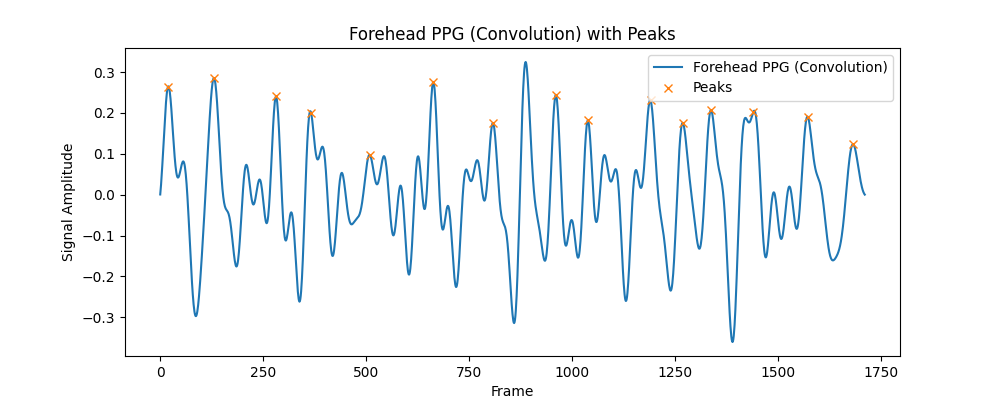 Forehead PPG (Convolution) with Peaks
Forehead PPG (Convolution)
Peaks
Signal Amplitude
0.3
0.2
0.1
0.0
−0.1
−0.2
−0.3
0 250 500 750 1000 1250 1500 1750
Frame